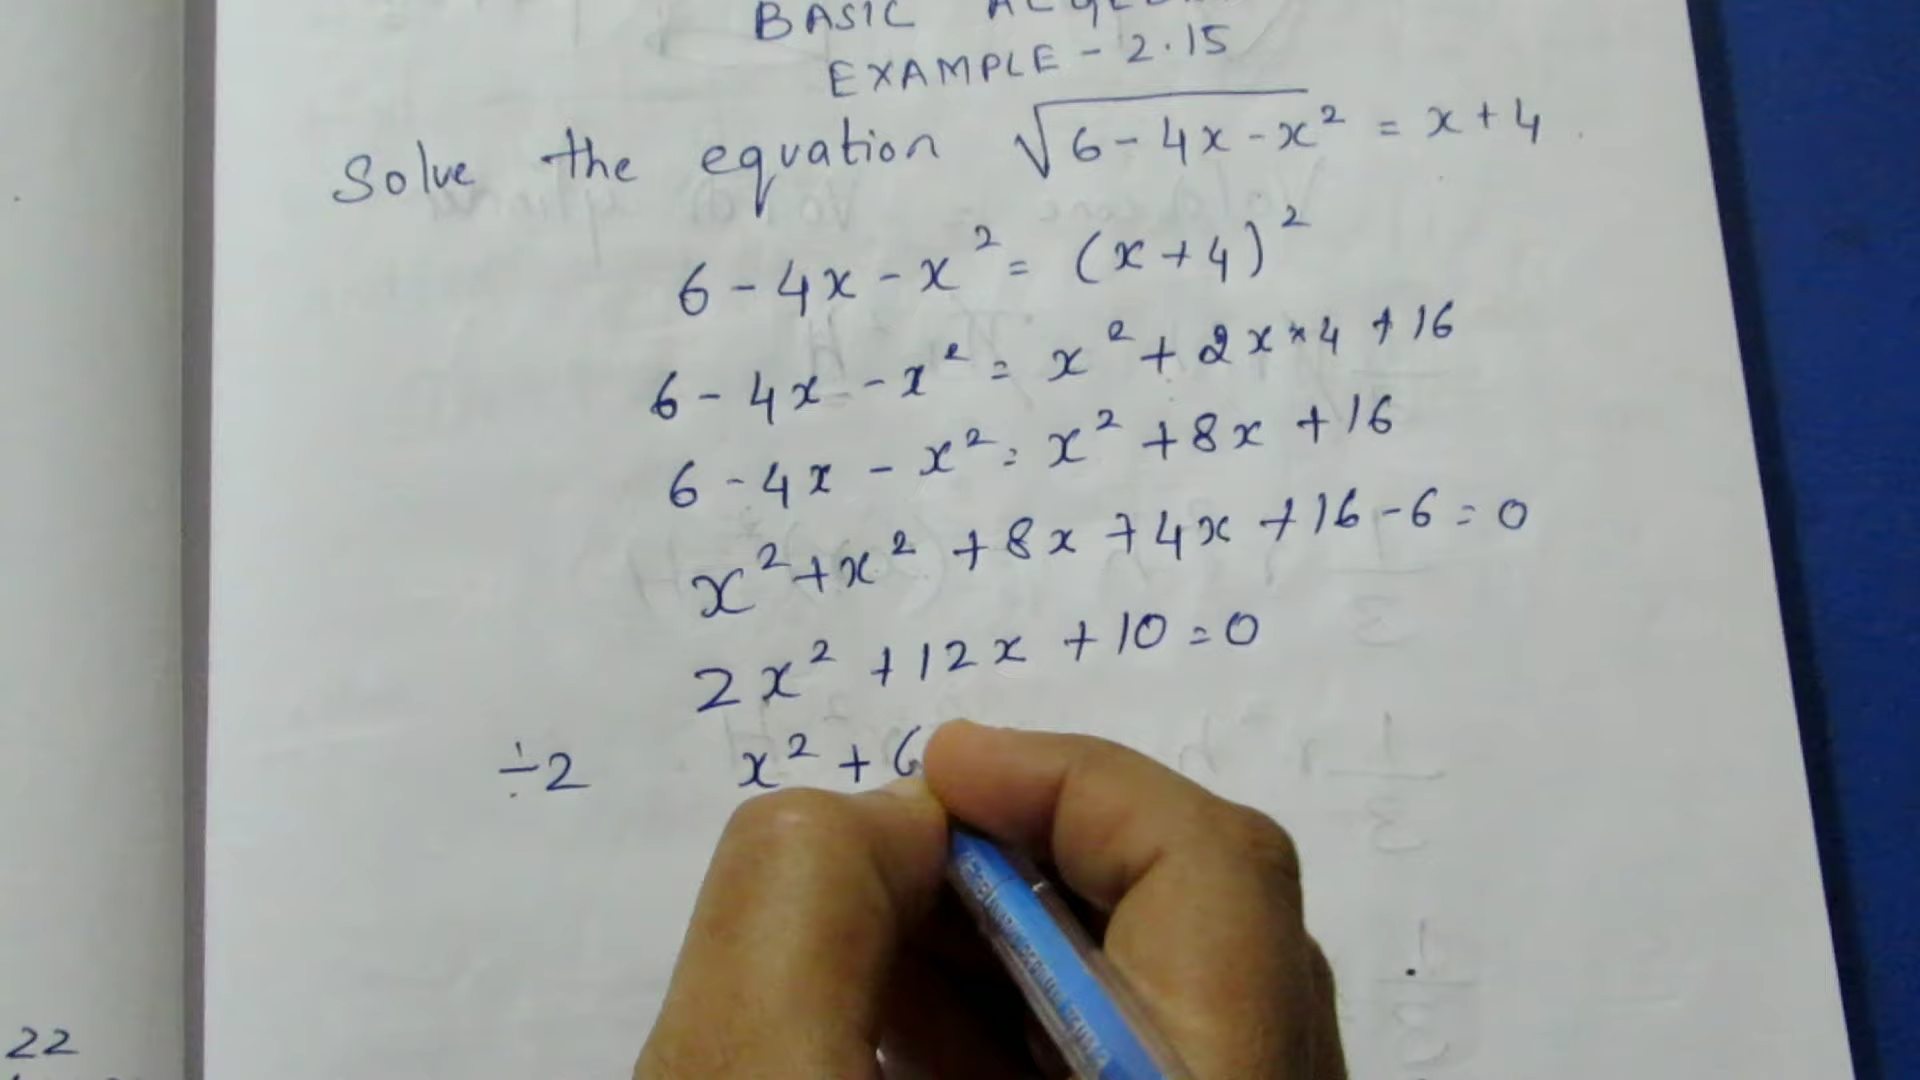 BASIC
EXAMPLE - 2.15
Solve the equation √6 - 4x - x² = x + 4
6 - 4x - x² = (x + 4)²
6 - 4x - x² = x² + 2x × 4 + 16
6 - 4x - x² = x² + 8x + 16
x² + x² + 8x + 4x + 16 - 6 = 0
2x² + 12x + 10 = 0
÷2 x² + 6
22